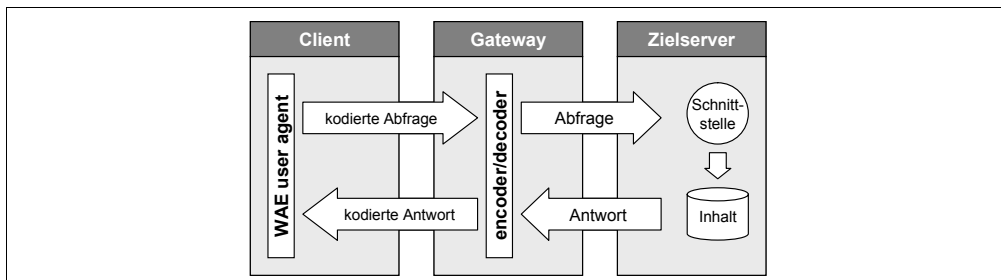 Client
Gateway
Zielserver
WAE user agent
kodierte Abfrage
encoder/decoder
Abfrage
Schnitt-
stelle
kodierte Antwort
Antwort
Inhalt